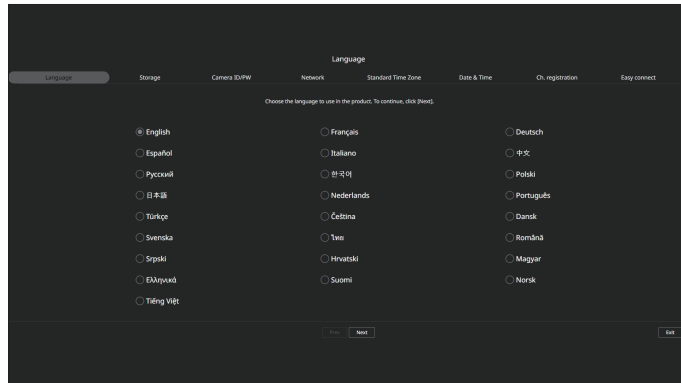 Language
Language Storage Camera ID/PW Network Standard Time Zone Date & Time Ch. registration Easy connect
Choose the language to use in the product. To continue, click [Next].
English Français Deutsch
Español Italiano 中文
Русский 한국어 Polski
日本語 Nederlands Português
Türkçe Čeština Dansk
Svenska ไทย Română
Srpski Hrvatski Magyar
Ελληνικά Suomi Norsk
Tiếng Việt
Prev Next Exit